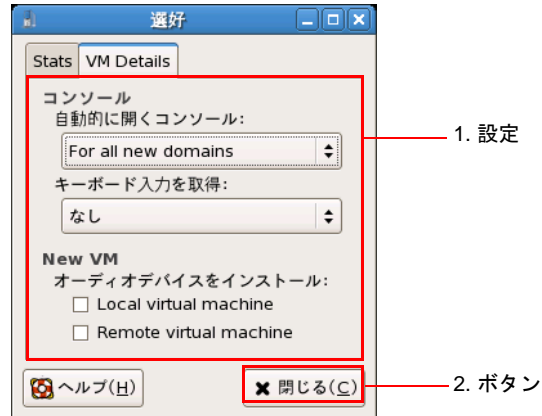 選好
Stats
VM Details
コンソール
自動的に開くコンソール:
For all new domains
キーボード入力を取得:
なし
New VM
オーディオデバイスをインストール:
Local virtual machine
Remote virtual machine
ヘルプ(H)
閉じる(C)
1. 設定
2. ボタン